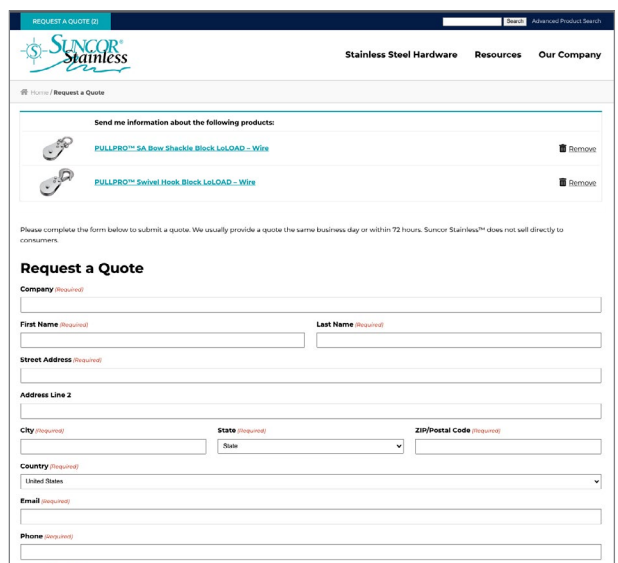 REQUEST A QUOTE (2)
Search
Advanced Product Search
SUNCOR®
Stainless
Stainless Steel Hardware
Resources
Our Company
Home / Request a Quote
Send me information about the following products:
PULLPRO™ SA Bow Shackle Block LoLOAD – Wire
Remove
PULLPRO™ Swivel Hook Block LoLOAD – Wire
Remove
Please complete the form below to submit a quote. We usually provide a quote the same business day or within 72 hours. Suncor Stainless™ does not sell directly to
consumers.
Request a Quote
Company (Required)
First Name (Required)
Last Name (Required)
Street Address (Required)
Address Line 2
City (Required)
State (Required)
ZIP/Postal Code (Required)
State
Country (Required)
United States
Email (Required)
Phone (Required)